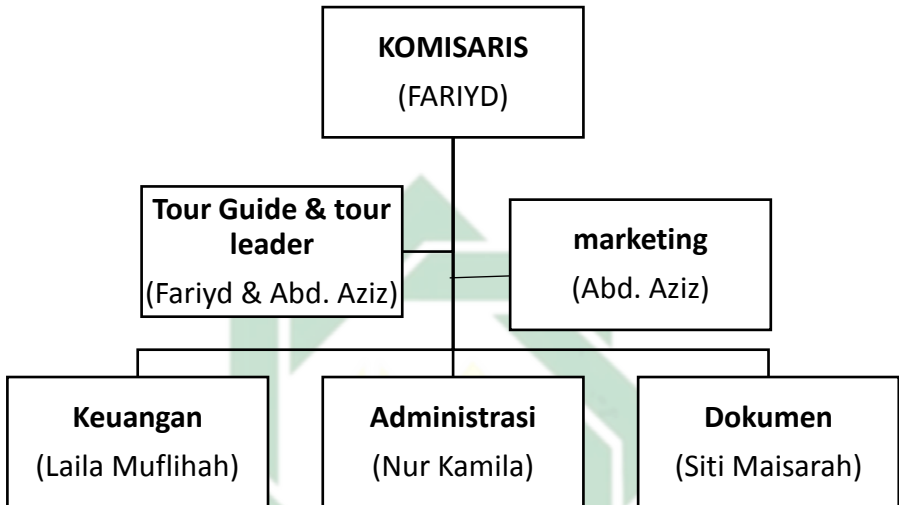 KOMISARIS
(FARIYD)
Tour Guide & tour
leader
(Fariyd & Abd. Aziz)
marketing
(Abd. Aziz)
Keuangan
(Laila Muflihah)
Administrasi
(Nur Kamila)
Dokumen
(Siti Maisarah)